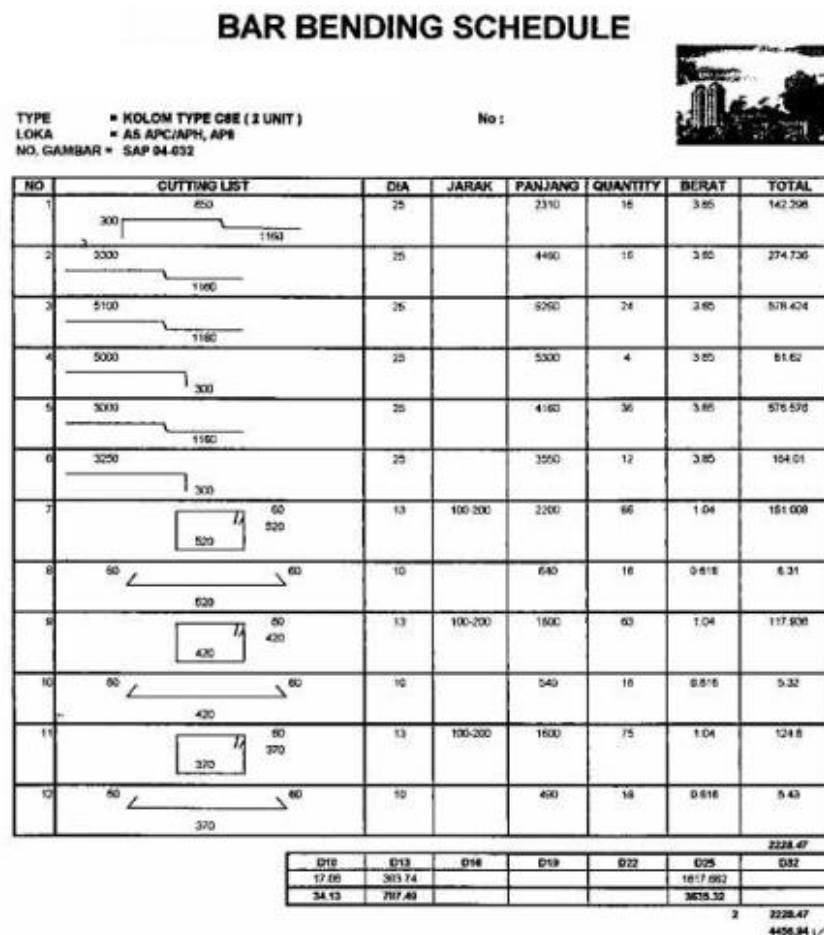 BAR BENDING SCHEDULE
TYPE = KOLOM TYPE C8E ( 2 UNIT ) No :
LOKA = AS APC/APH, AP8
NO. GAMBAR = SAP 04-032
NO CUTTING LIST DIA JARAK PANJANG QUANTITY BERAT TOTAL
1 850 25 2310 16 3.85 142.296
300
1160
2 3300 25 4460 16 3.85 274.736
1160
3 5100 25 6260 24 3.85 578.424
1160
4 5000 25 5300 4 3.85 81.62
300
5 3000 25 4160 36 3.85 576.576
1160
6 3250 25 3550 12 3.85 164.01
300
7 60 13 100-200 2200 66 1.04 151.008
520
520
8 60 60 10 640 16 0.616 6.31
520
9 60 13 100-200 1800 63 1.04 117.936
420
420
10 60 60 10 540 16 0.616 5.32
420
11 60 13 100-200 1600 75 1.04 124.8
370
370
12 60 60 10 490 18 0.616 5.43
370
2228.47
D10 D13 D16 D19 D22 D25 D32
17.06 393.74 1817.662
34.13 787.49 3635.32
2 2228.47
4456.94